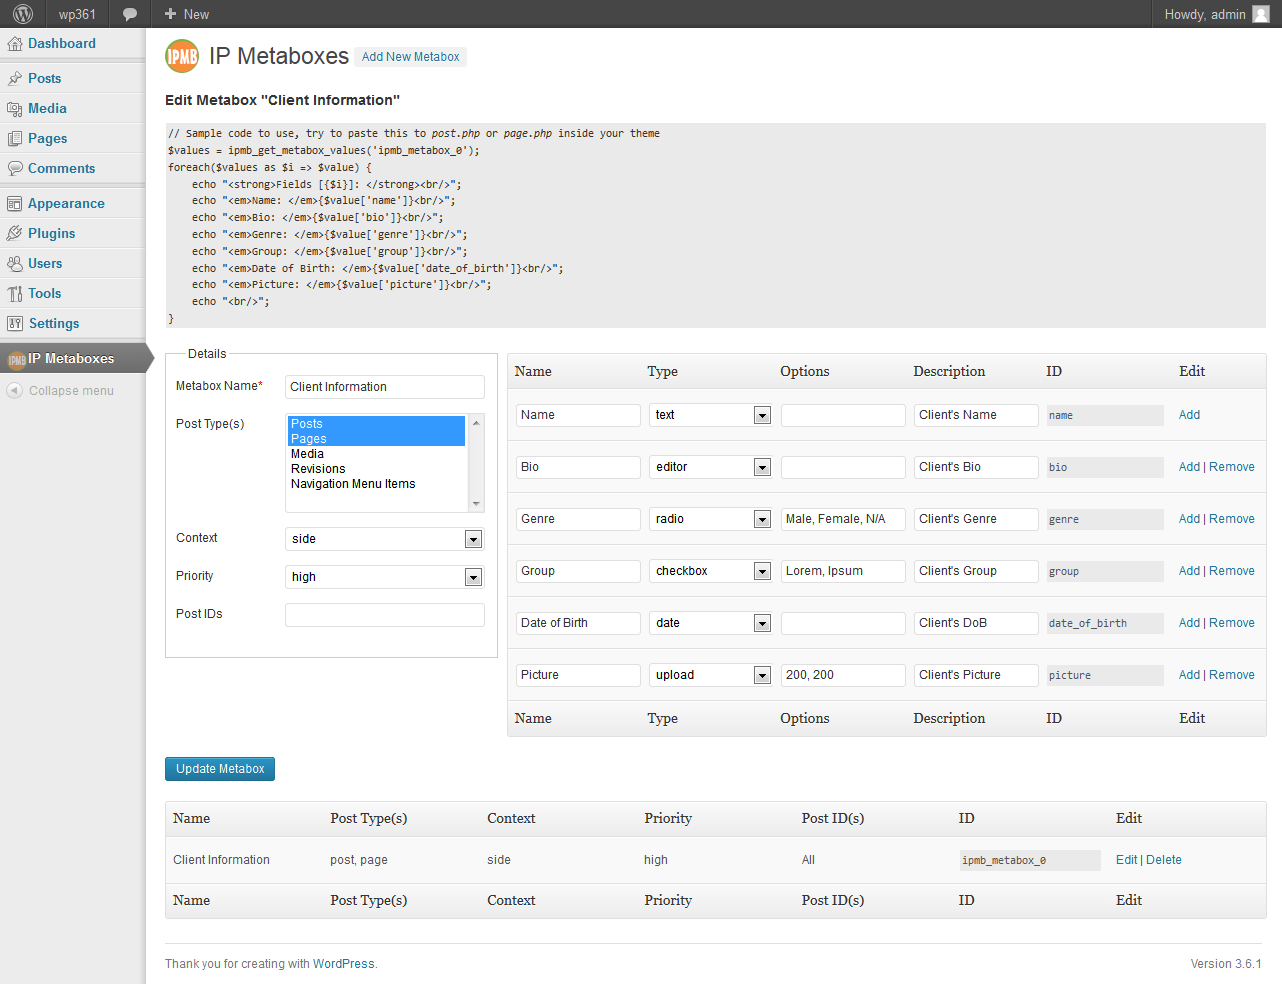 wp361
New
Howdy, admin
Dashboard
Posts
Media
Pages
Comments
Appearance
Plugins
Users
Tools
Settings
IPMB IP Metaboxes
Collapse menu
IPMB IP Metaboxes Add New Metabox
Edit Metabox "Client Information"
// Sample code to use, try to paste this to post.php or page.php inside your theme
$values = ipmb_get_metabox_values('ipmb_metabox_0');
foreach($values as $i => $value) {
    echo "<strong>Fields [{$i}]: </strong><br/>";
    echo "<em>Name: </em>{$value['name']}<br/>";
    echo "<em>Bio: </em>{$value['bio']}<br/>";
    echo "<em>Genre: </em>{$value['genre']}<br/>";
    echo "<em>Group: </em>{$value['group']}<br/>";
    echo "<em>Date of Birth: </em>{$value['date_of_birth']}<br/>";
    echo "<em>Picture: </em>{$value['picture']}<br/>";
    echo "<br/>";
}
Details
Metabox Name* Client Information
Post Type(s) Posts
Pages
Media
Revisions
Navigation Menu Items
Context side
Priority high
Post IDs
Name Type Options Description ID Edit
Name text Client's Name name Add
Bio editor Client's Bio bio Add | Remove
Genre radio Male, Female, N/A Client's Genre genre Add | Remove
Group checkbox Lorem, Ipsum Client's Group group Add | Remove
Date of Birth date Client's DoB date_of_birth Add | Remove
Picture upload 200, 200 Client's Picture picture Add | Remove
Name Type Options Description ID Edit
Update Metabox
Name Post Type(s) Context Priority Post ID(s) ID Edit
Client Information post, page side high All ipmb_metabox_0 Edit | Delete
Name Post Type(s) Context Priority Post ID(s) ID Edit
Thank you for creating with WordPress. Version 3.6.1